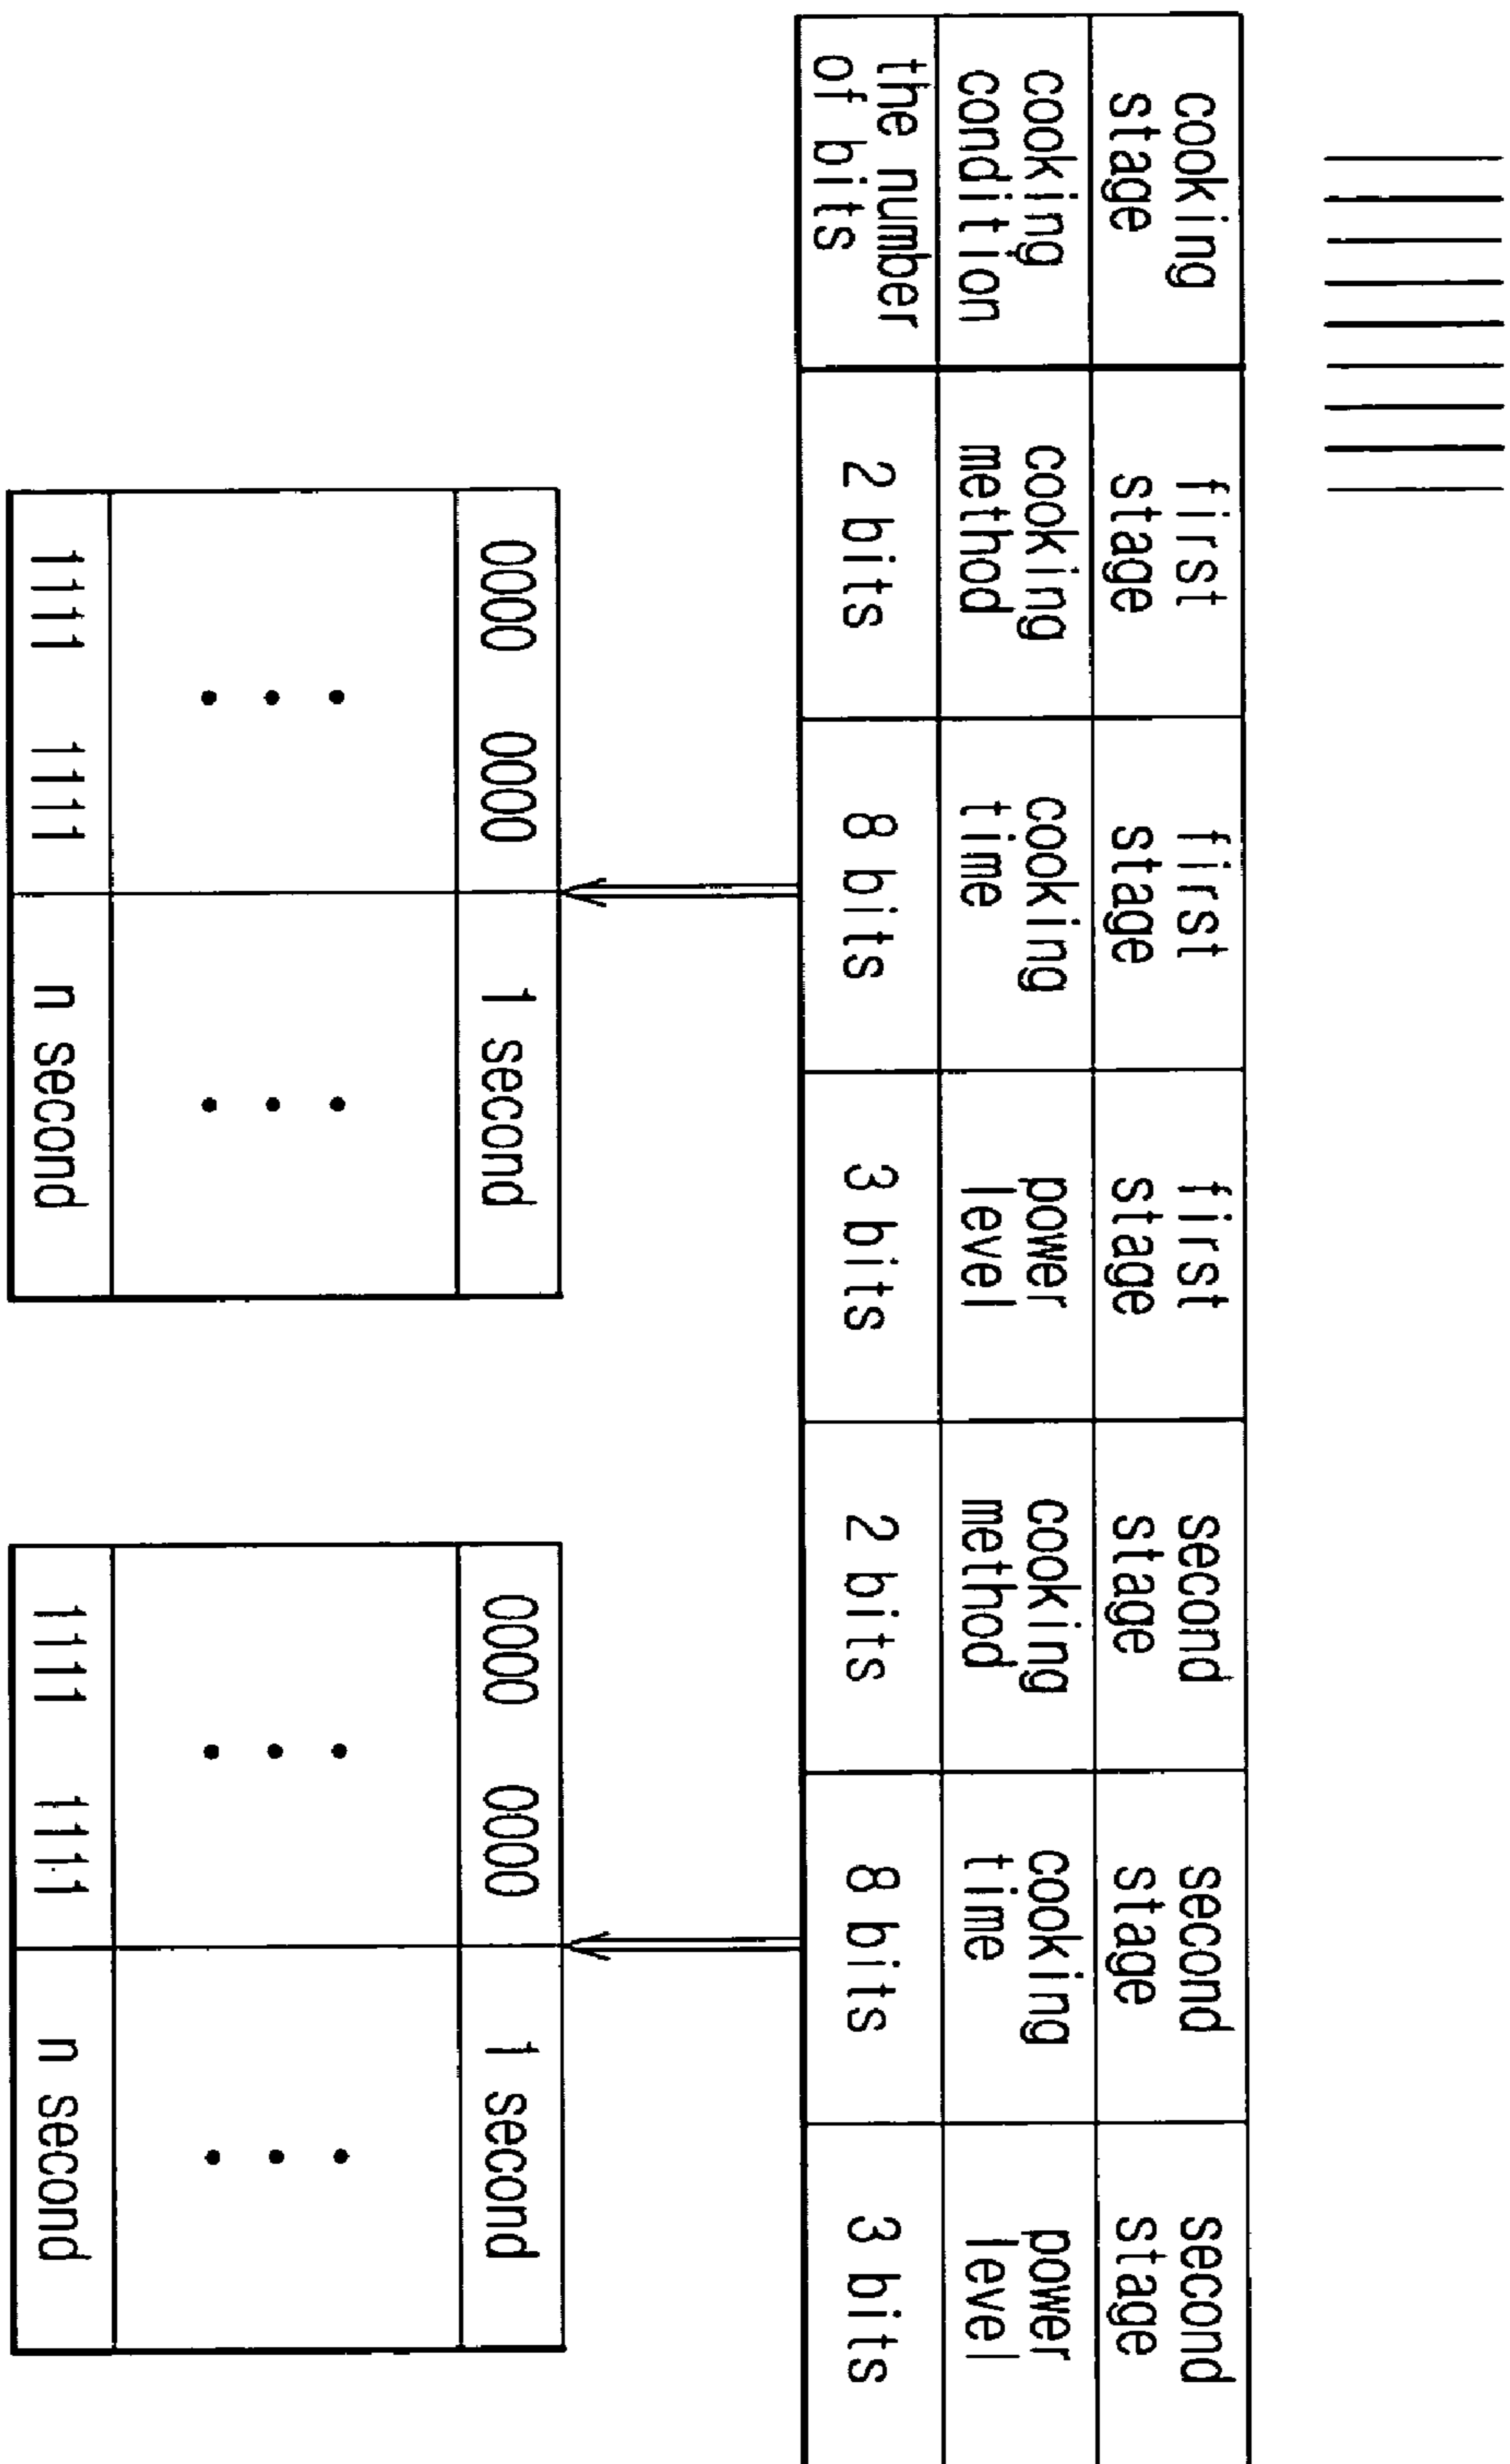 cooking stage | first stage | first stage | first stage | second stage | second stage | second stage
cooking condition | cooking method | cooking time | power level | cooking method | cooking time | power level
the number of bits | 2 bits | 8 bits | 3 bits | 2 bits | 8 bits | 3 bits
0000 0000 | 1 second
1111 1111 | n second
0000 0000 | 1 second
1111 1111 | n second